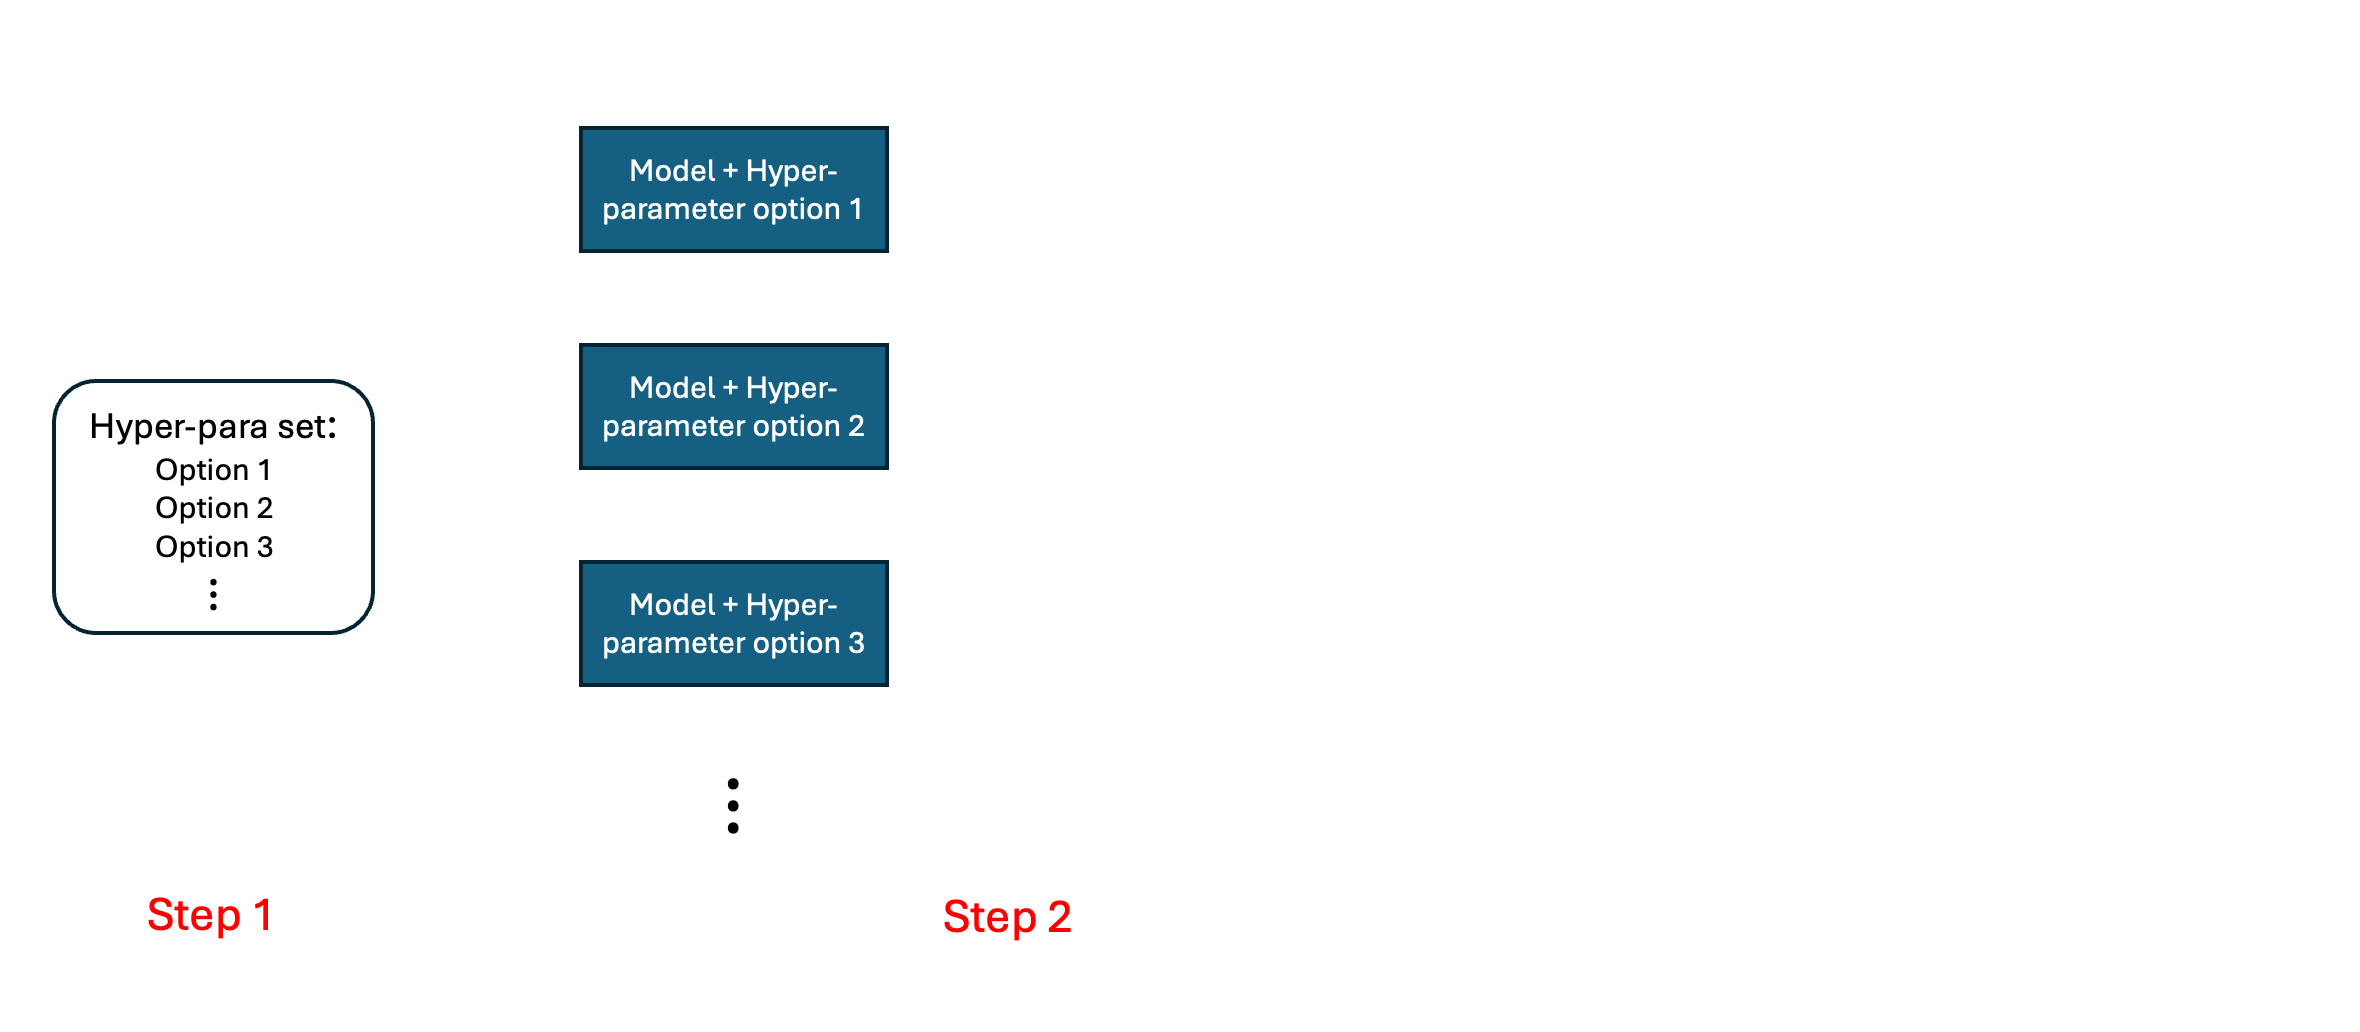 Hyper-para set:
Option 1
Option 2
Option 3
Model + Hyper-
parameter option 1
Model + Hyper-
parameter option 2
Model + Hyper-
parameter option 3
Step 1
Step 2